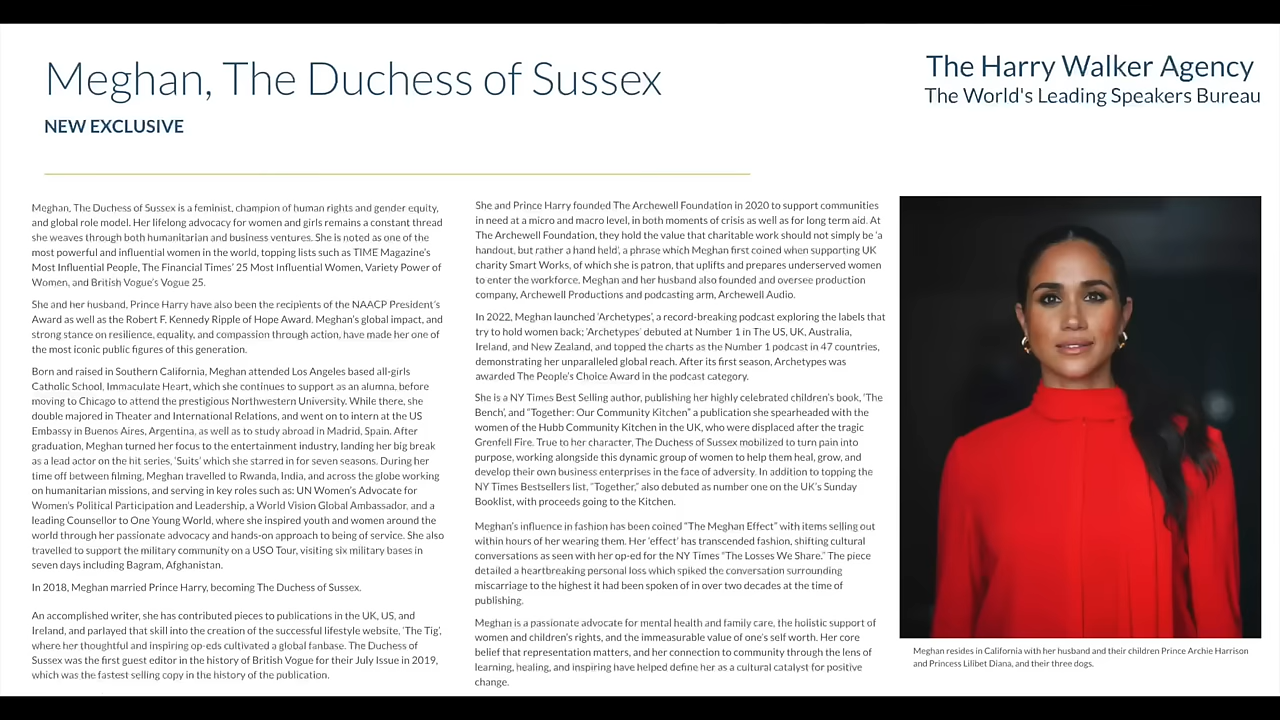 Meghan, The Duchess of Sussex
NEW EXCLUSIVE
The Harry Walker Agency
The World's Leading Speakers Bureau
Meghan, The Duchess of Sussex is a feminist, champion of human rights and gender equity,
and global role model. Her lifelong advocacy for women and girls remains a constant thread
she weaves through both humanitarian and business ventures. She is noted as one of the
most powerful and influential women in the world, topping lists such as TIME Magazine's
Most Influential People, The Financial Times' 25 Most Influential Women, Variety Power of
Women, and British Vogue's Vogue 25.
She and her husband, Prince Harry have also been the recipients of the NAACP President's
Award as well as the Robert F. Kennedy Ripple of Hope Award. Meghan's global impact, and
strong stance on resilience, equality, and compassion through action, have made her one of
the most iconic public figures of this generation.
Born and raised in Southern California, Meghan attended Los Angeles based all-girls
Catholic School, Immaculate Heart, which she continues to support as an alumna, before
moving to Chicago to attend the prestigious Northwestern University. While there, she
double majored in Theater and International Relations, and went on to intern at the US
Embassy in Buenos Aires, Argentina, as well as to study abroad in Madrid, Spain. After
graduation, Meghan turned her focus to the entertainment industry, landing her big break
as a lead actor on the hit series, 'Suits' which she starred in for seven seasons. During her
time off between filming, Meghan travelled to Rwanda, India, and across the globe working
on humanitarian missions, and serving in key roles such as: UN Women's Advocate for
Women's Political Participation and Leadership, a World Vision Global Ambassador, and a
leading Counsellor to One Young World, where she inspired youth and women around the
world through her passionate advocacy and hands-on approach to being of service. She also
travelled to support the military community on a USO Tour, visiting six military bases in
seven days including Bagram, Afghanistan.
In 2018, Meghan married Prince Harry, becoming The Duchess of Sussex.
An accomplished writer, she has contributed pieces to publications in the UK, US, and
Ireland, and parlayed that skill into the creation of the successful lifestyle website, 'The Tig',
where her thoughtful and inspiring op-eds cultivated a global fanbase. The Duchess of
Sussex was the first guest editor in the history of British Vogue for their July Issue in 2019,
which was the fastest selling copy in the history of the publication.
She and Prince Harry founded The Archewell Foundation in 2020 to support communities
in need at a micro and macro level, in both moments of crisis as well as for long term aid. At
The Archewell Foundation, they hold the value that charitable work should not simply be 'a
handout, but rather a hand held', a phrase which Meghan first coined when supporting UK
charity Smart Works, of which she is patron, that uplifts and prepares underserved women
to enter the workforce. Meghan and her husband also founded and oversee production
company, Archewell Productions and podcasting arm, Archewell Audio.
In 2022, Meghan launched 'Archetypes', a record-breaking podcast exploring the labels that
try to hold women back; 'Archetypes' debuted at Number 1 in The US, UK, Australia,
Ireland, and New Zealand, and topped the charts as the Number 1 podcast in 47 countries,
demonstrating her unparalleled global reach. After its first season, Archetypes was
awarded The People's Choice Award in the podcast category.
She is a NY Times Best Selling author, publishing her highly celebrated children's book, 'The
Bench', and "Together: Our Community Kitchen" a publication she spearheaded with the
women of the Hubb Community Kitchen in the UK, who were displaced after the tragic
Grenfell Fire. True to her character, The Duchess of Sussex mobilized to turn pain into
purpose, working alongside this dynamic group of women to help them heal, grow, and
develop their own business enterprises in the face of adversity. In addition to topping the
NY Times Bestsellers list, "Together," also debuted as number one on the UK's Sunday
Booklist, with proceeds going to the Kitchen.
Meghan's influence in fashion has been coined "The Meghan Effect" with items selling out
within hours of her wearing them. Her 'effect' has transcended fashion, shifting cultural
conversations as seen with her op-ed for the NY Times "The Losses We Share." The piece
detailed a heartbreaking personal loss which spiked the conversation surrounding
miscarriage to the highest it had been spoken of in over two decades at the time of
publishing.
Meghan is a passionate advocate for mental health and family care, the holistic support of
women and children's rights, and the immeasurable value of one's self worth. Her core
belief that representation matters, and her connection to community through the lens of
learning, healing, and inspiring have helped define her as a cultural catalyst for positive
change.
Meghan resides in California with her husband and their children Prince Archie Harrison
and Princess Lilibet Diana, and their three dogs.